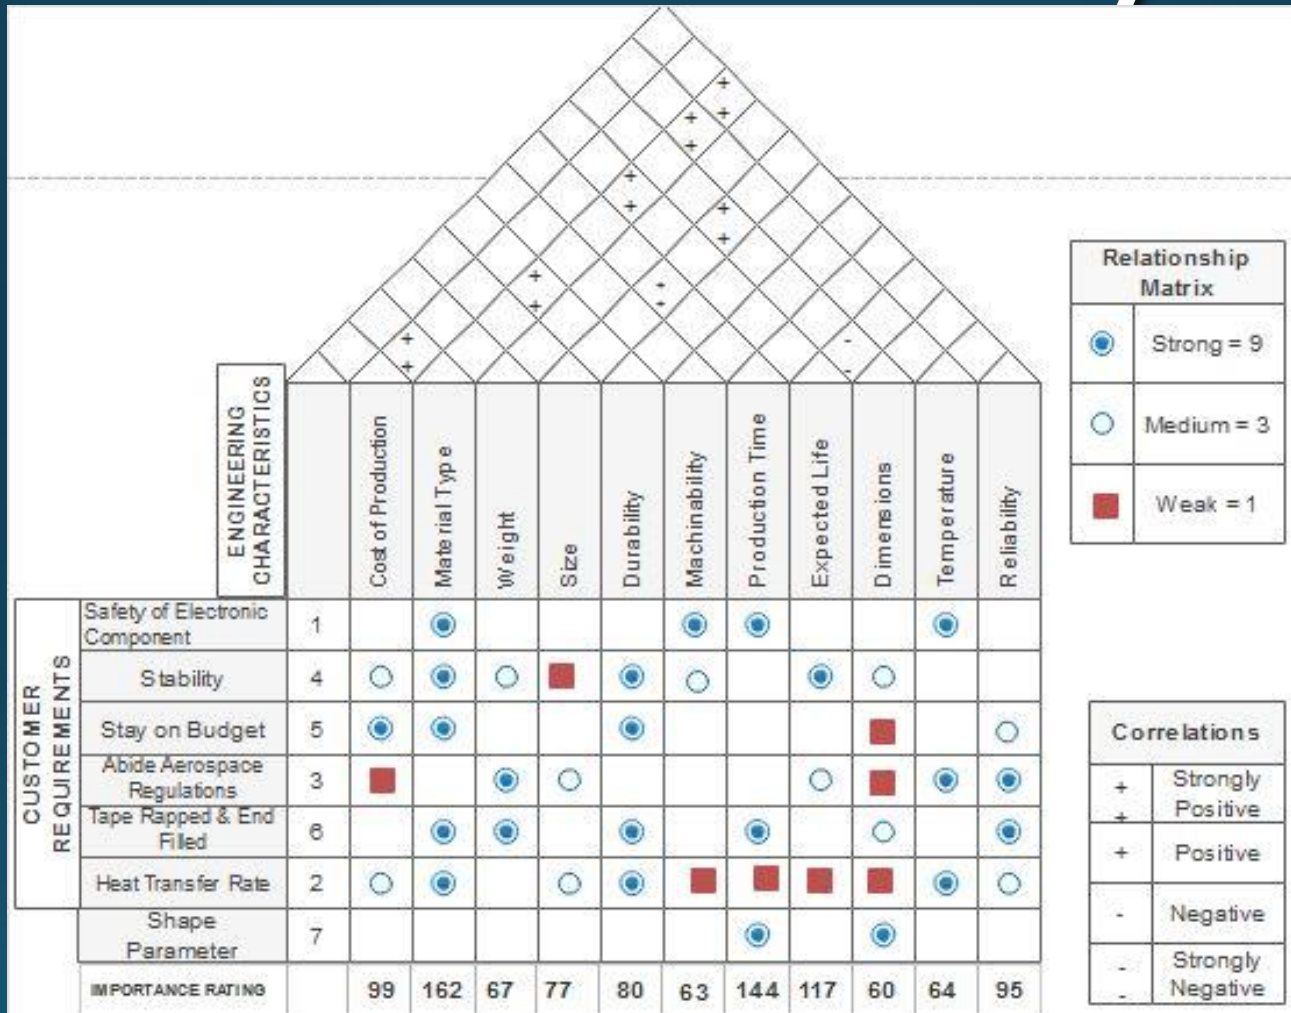 +
+
+
+
+
+
+
+
+
+
+
+
-
+
+
-
Relationship
Matrix
Strong = 9
Medium = 3
Weak = 1
ENGINEERING
CHARACTERISTICS
Cost of Production
Material Type
Weight
Size
Durability
Machinability
Production Time
Expected Life
Dimensions
Temperature
Reliability
CUSTOMER
REQUIREMENTS
Safety of Electronic
Component
1
Stability
4
Stay on Budget
5
Abide Aerospace
Regulations
3
Tape Rapped & End
Filled
6
Heat Transfer Rate
2
Shape
Parameter
7
IMPORTANCE RATING 99 162 67 77 80 63 144 117 60 64 95
Correlations
+
+
Strongly
Positive
+ Positive
- Negative
-
-
Strongly
Negative